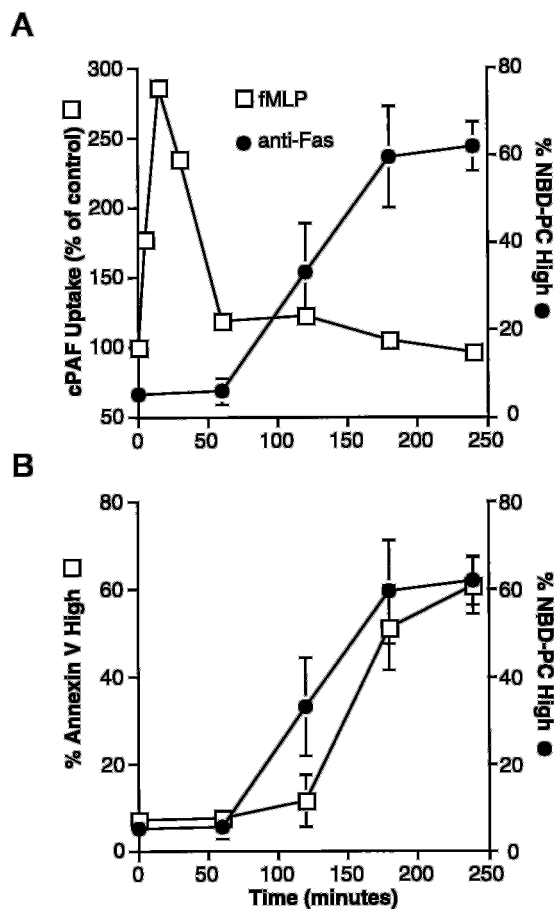 A
300
250
200
150
100
50
cPAF Uptake (% of control)
fMLP
anti-Fas
80
60
40
20
0
% NBD-PC High
0 50 100 150 200 250
B
80
60
40
20
0
% Annexin V High
80
60
40
20
0
% NBD-PC High
0 50 100 150 200 250
Time (minutes)